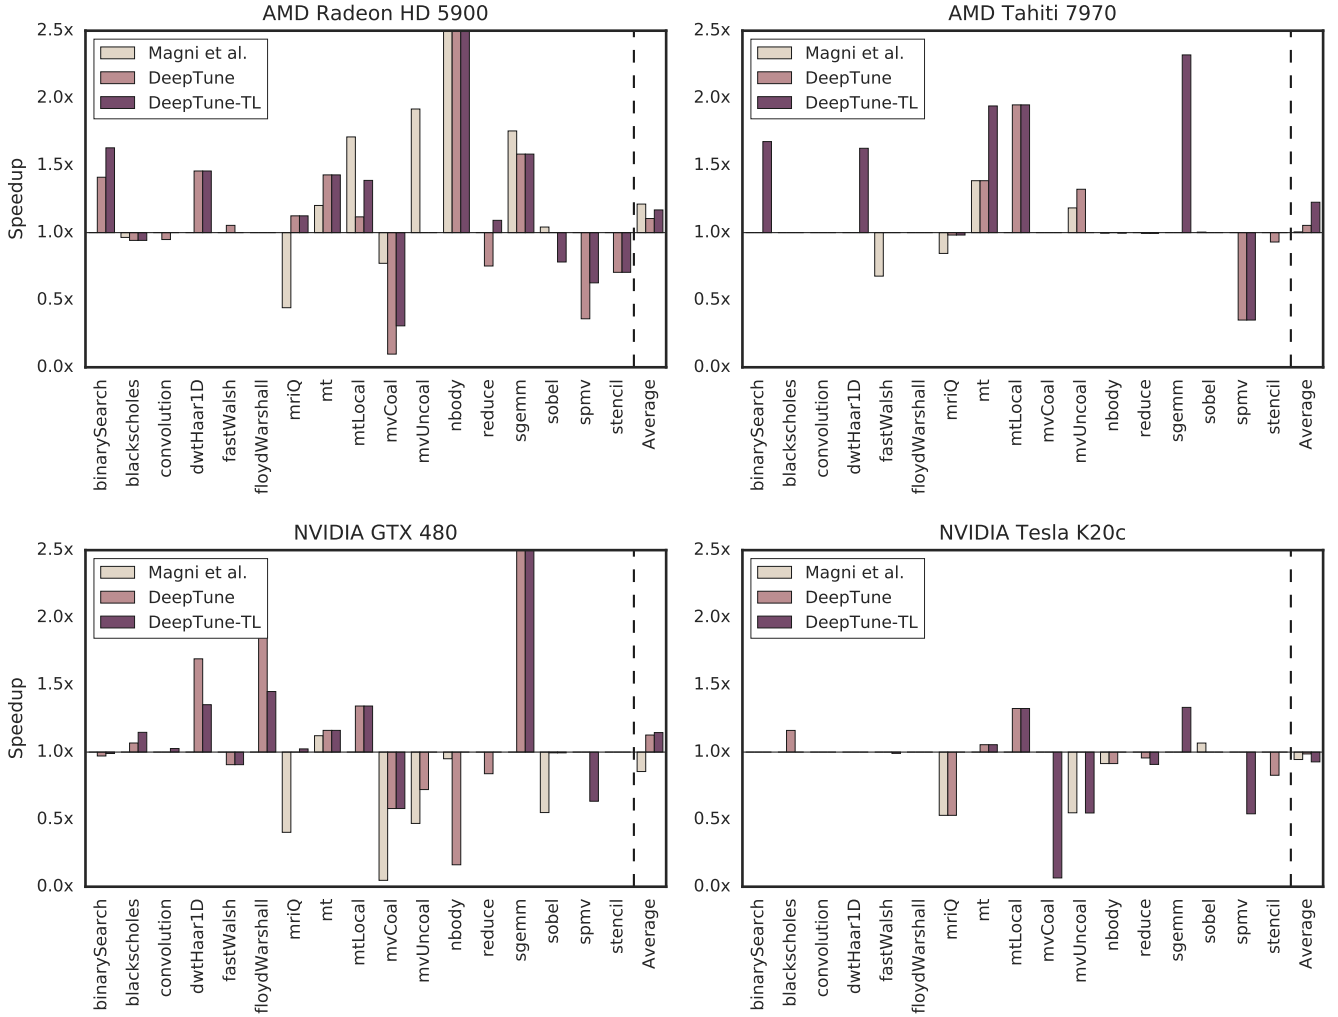 AMD Radeon HD 5900
Speedup
2.5x
2.0x
1.5x
1.0x
0.5x
0.0x
Magni et al.
DeepTune
DeepTune-TL
binarySearch
blackscholes
convolution
dwtHaar1D
fastWalsh
floydWarshall
mriQ
mt
mtLocal
mvCoal
mvUncoal
nbody
reduce
sgemm
sobel
spmv
stencil
Average
AMD Tahiti 7970
2.5x
2.0x
1.5x
1.0x
0.5x
0.0x
Magni et al.
DeepTune
DeepTune-TL
binarySearch
blackscholes
convolution
dwtHaar1D
fastWalsh
floydWarshall
mriQ
mt
mtLocal
mvCoal
mvUncoal
nbody
reduce
sgemm
sobel
spmv
stencil
Average
NVIDIA GTX 480
Speedup
2.5x
2.0x
1.5x
1.0x
0.5x
0.0x
Magni et al.
DeepTune
DeepTune-TL
binarySearch
blackscholes
convolution
dwtHaar1D
fastWalsh
floydWarshall
mriQ
mt
mtLocal
mvCoal
mvUncoal
nbody
reduce
sgemm
sobel
spmv
stencil
Average
NVIDIA Tesla K20c
2.5x
2.0x
1.5x
1.0x
0.5x
0.0x
Magni et al.
DeepTune
DeepTune-TL
binarySearch
blackscholes
convolution
dwtHaar1D
fastWalsh
floydWarshall
mriQ
mt
mtLocal
mvCoal
mvUncoal
nbody
reduce
sgemm
sobel
spmv
stencil
Average